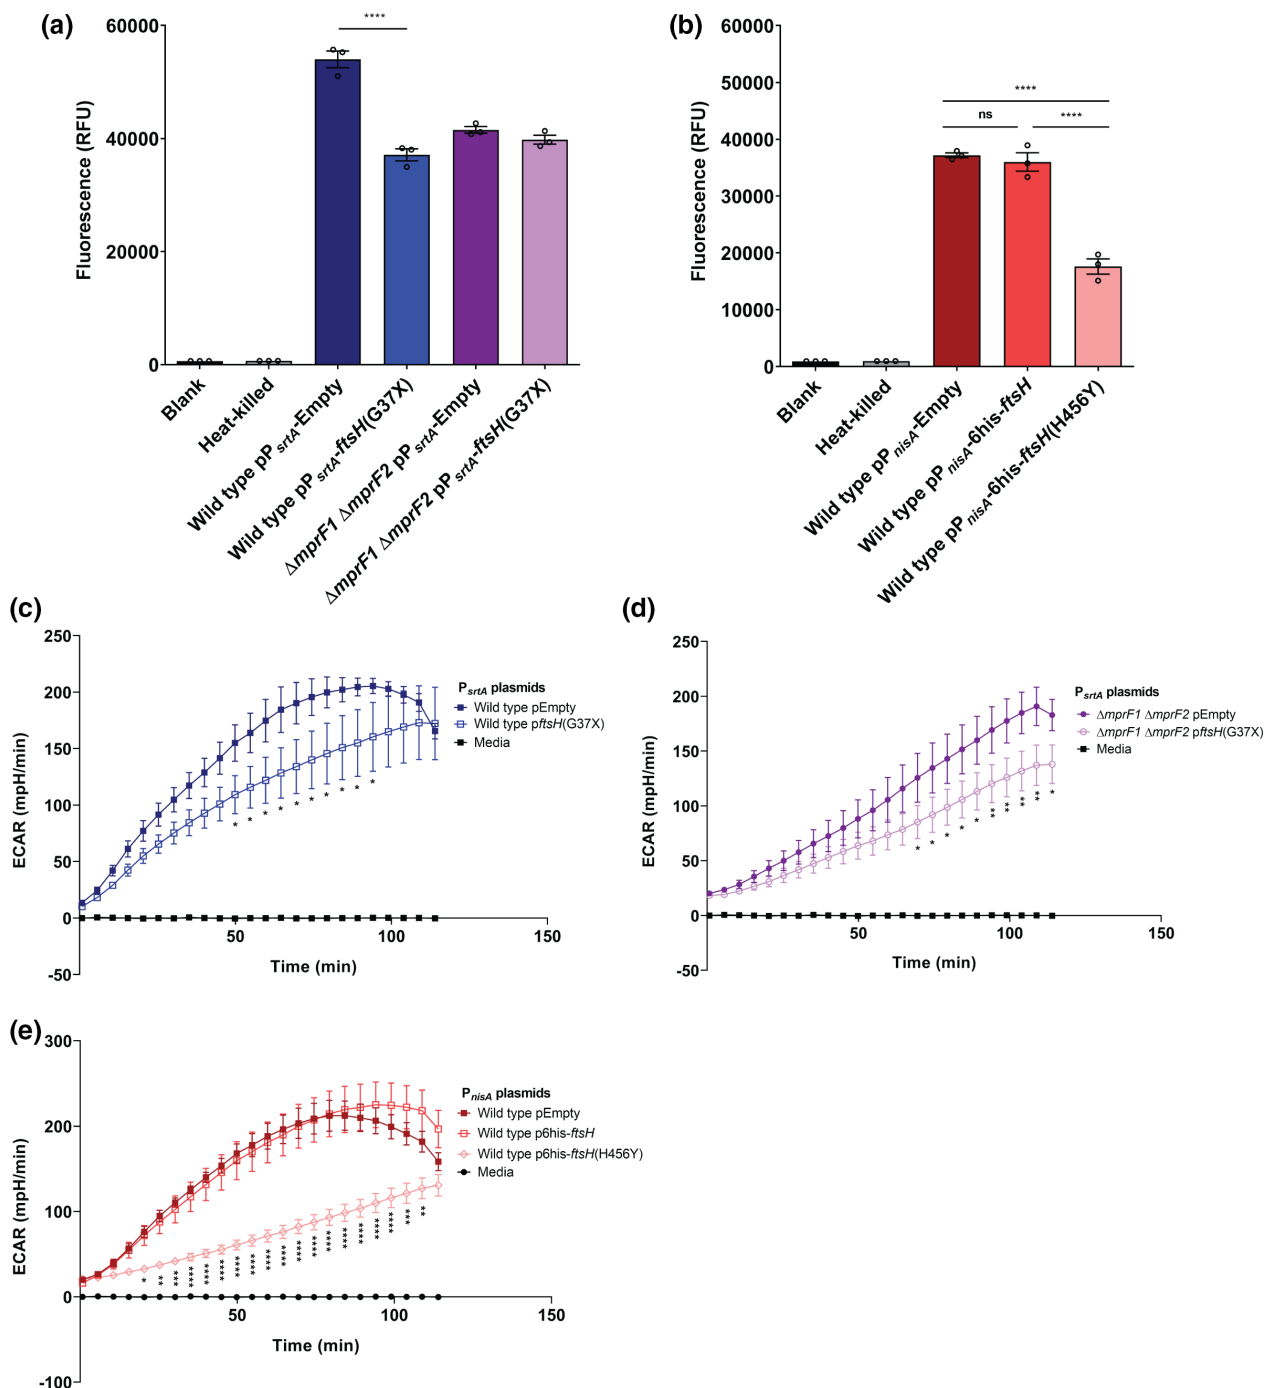 (a)
60000
40000
20000
0
Fluorescence (RFU)
****
Blank
Heat-killed
Wild type pP srtA-Empty
Wild type pP srtA-ftsH(G37X)
ΔmprF1 ΔmprF2 pP srtA-Empty
ΔmprF1 ΔmprF2 pP srtA-ftsH(G37X)
(b)
60000
50000
40000
30000
20000
10000
0
Fluorescence (RFU)
****
ns
****
Blank
Heat-killed
Wild type pP nisA-Empty
Wild type pP nisA-6his-ftsH
Wild type pP nisA-6his-ftsH(H456Y)
(c)
250
200
150
100
50
0
-50
ECAR (mpH/min)
50
100
150
Time (min)
PsrtA plasmids
Wild type pEmpty
Wild type pftsH(G37X)
Media
* * * * * * * * * *
(d)
250
200
150
100
50
0
-50
ECAR (mpH/min)
50
100
150
Time (min)
PsrtA plasmids
ΔmprF1 ΔmprF2 pEmpty
ΔmprF1 ΔmprF2 pftsH(G37X)
Media
* * * * * ** ** ** ** *
(e)
300
200
100
0
-100
ECAR (mpH/min)
50
100
150
Time (min)
PnisA plasmids
Wild type pEmpty
Wild type p6his-ftsH
Wild type p6his-ftsH(H456Y)
Media
* ** *** **** **** **** **** **** **** **** **** **** **** **** **** **** **** *** **